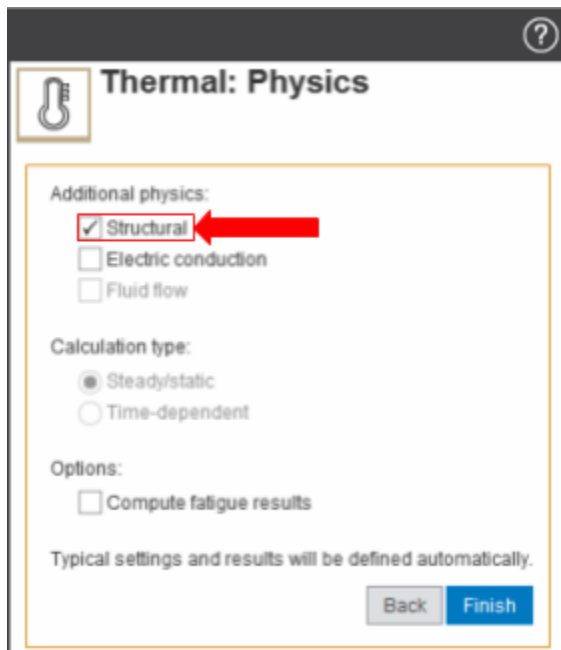 ?
Thermal: Physics
Additional physics:
Structural
Electric conduction
Fluid flow
Calculation type:
Steady/static
Time-dependent
Options:
Compute fatigue results
Typical settings and results will be defined automatically.
Back Finish